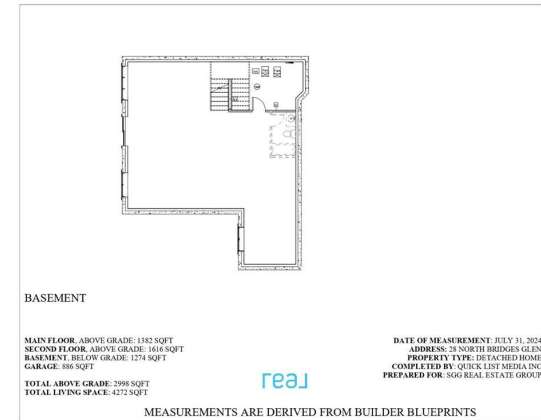 BASEMENT
MAIN FLOOR, ABOVE GRADE: 1382 SQFT
SECOND FLOOR, ABOVE GRADE: 1616 SQFT
BASEMENT, BELOW GRADE: 1274 SQFT
GARAGE: 886 SQFT
TOTAL ABOVE GRADE: 2998 SQFT
TOTAL LIVING SPACE: 4272 SQFT
real
DATE OF MEASUREMENT: JULY 31, 2024
ADDRESS: 28 NORTH BRIDGES GLEN
PROPERTY TYPE: DETACHED HOME
COMPLETED BY: QUICK LIST MEDIA INC
PREPARED FOR: SGG REAL ESTATE GROUP
MEASUREMENTS ARE DERIVED FROM BUILDER BLUEPRINTS